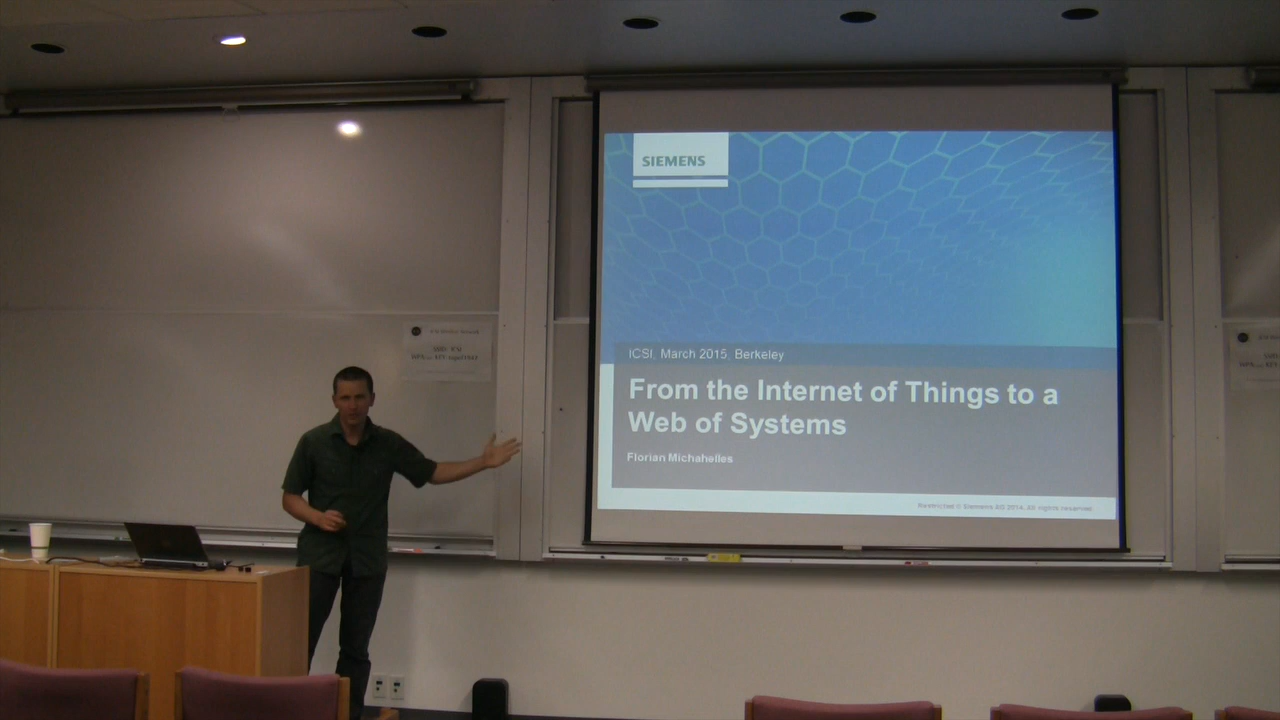 SIEMENS
ICSI, March 2015, Berkeley
From the Internet of Things to a
Web of Systems
Florian Michahelles
Restricted © Siemens AG 2014. All rights reserved